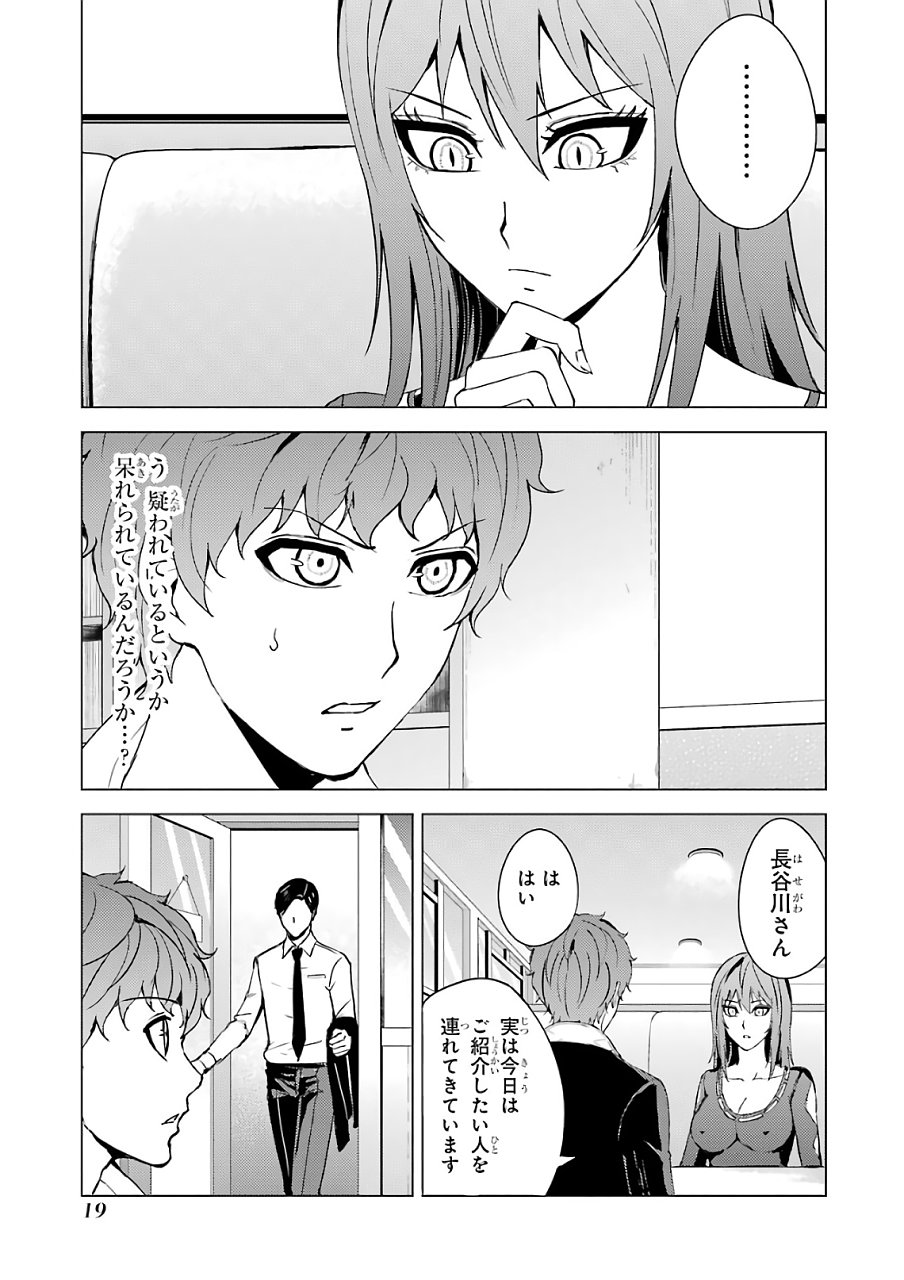 …………
う 疑われているというか
呆れられているんだろうか…?
長谷川さん
は
はい
実は今日は
ご紹介したい人を
連れてきています
19